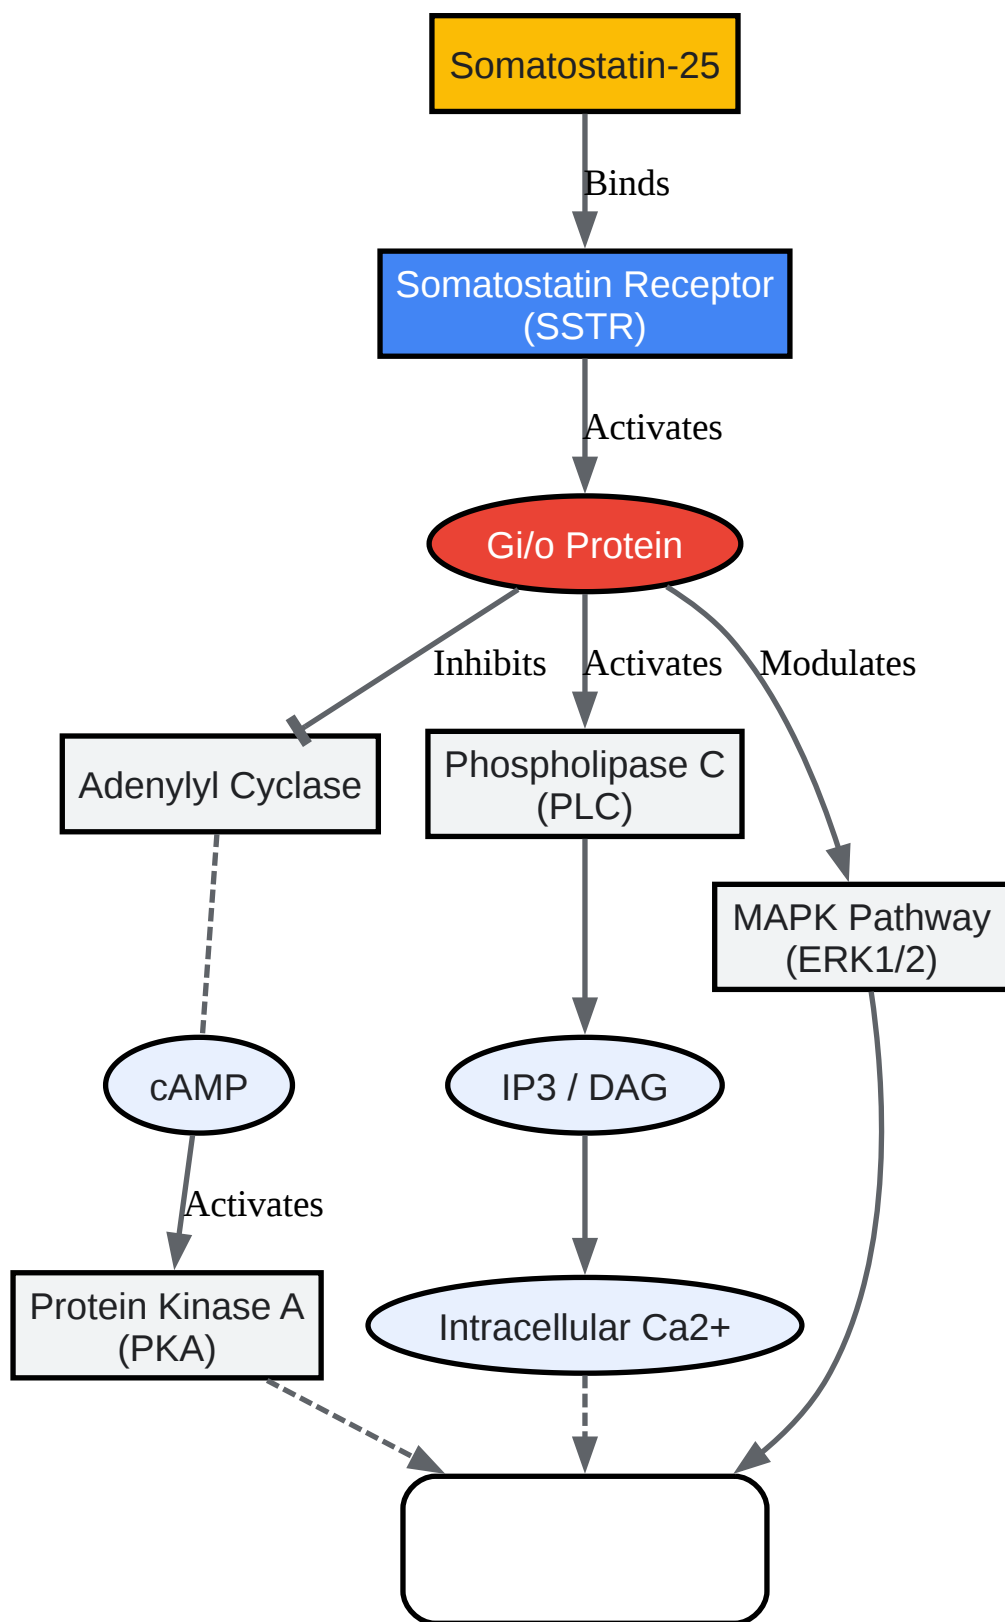 Somatostatin-25
Binds
Somatostatin Receptor
(SSTR)
Activates
Gi/o Protein
Inhibits
Activates
Modulates
Adenylyl Cyclase
Phospholipase C
(PLC)
MAPK Pathway
(ERK1/2)
cAMP
IP3 / DAG
Activates
Protein Kinase A
(PKA)
Intracellular Ca2+